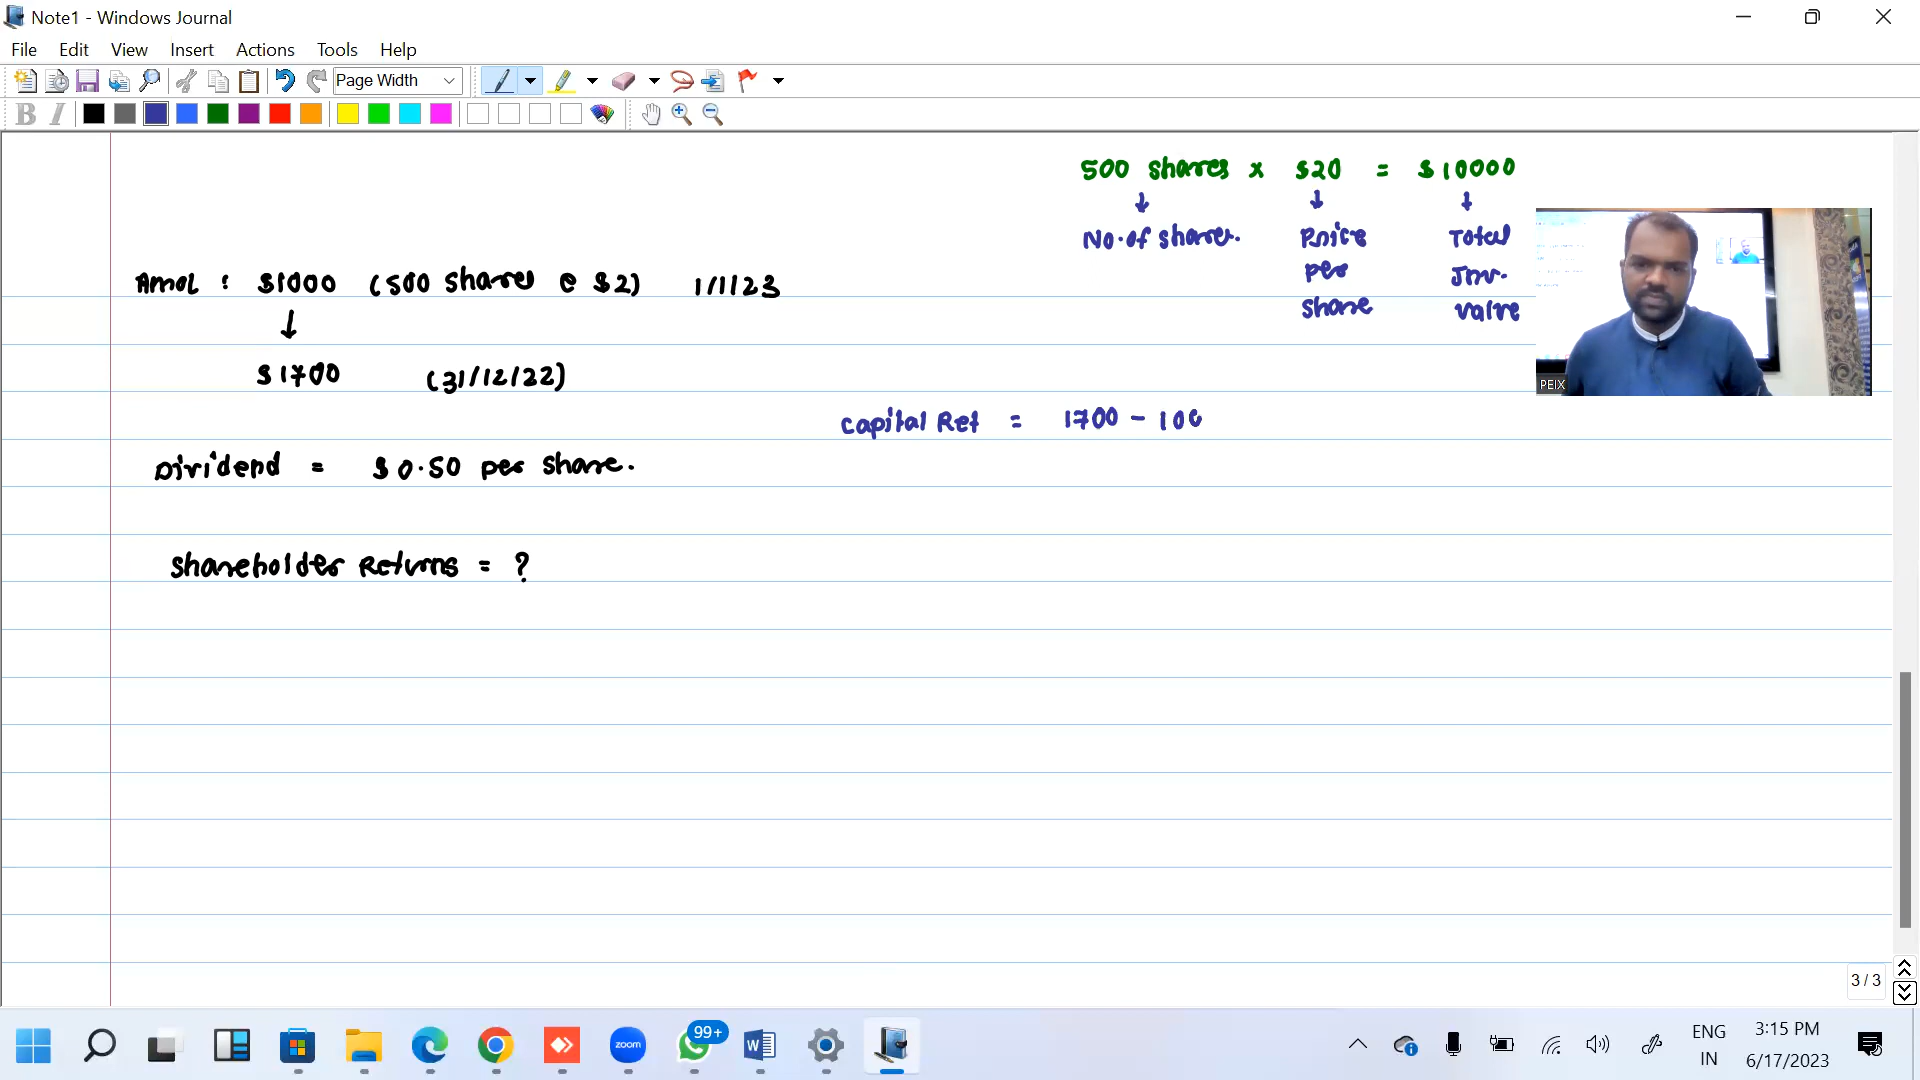 Note1 - Windows Journal
File Edit View Insert Actions Tools Help
Page Width
B I
500 shares x $20 = $10000
No. of shares. Price per share Total Inv. value
Amol : $1000 (500 shares @ $2) 1/1/23
$1700 (31/12/22)
Capital Ret = 1700 - 100
Dividend = $0.50 per share.
Shareholder Returns = ?
PEIX
3 / 3
99+
zoom
ENG
IN
3:15 PM
6/17/2023